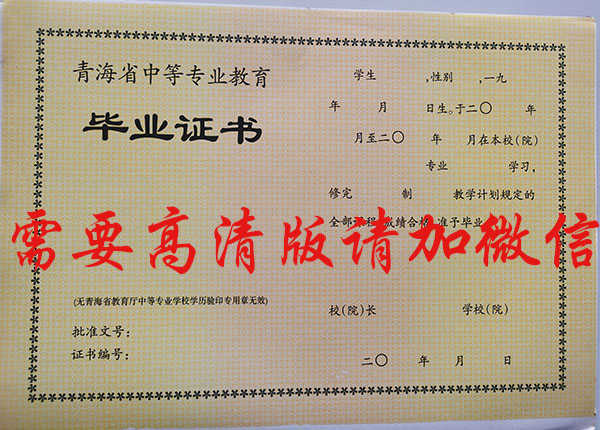 青海省中等专业教育
毕业证书
(无青海省教育厅中等专业学校学历验印专用章无效)
批准文号:
证书编号:
学生 ,性别 ,一九
年 月 日生。于二〇 年
月至二〇 年 月在本校(院)
专业 学习,
修完 制 教学计划规定的
全部课程,成绩合格,准予毕业
校(院)长 学校(院)
二〇 年 月 日
需要高清版请加微信